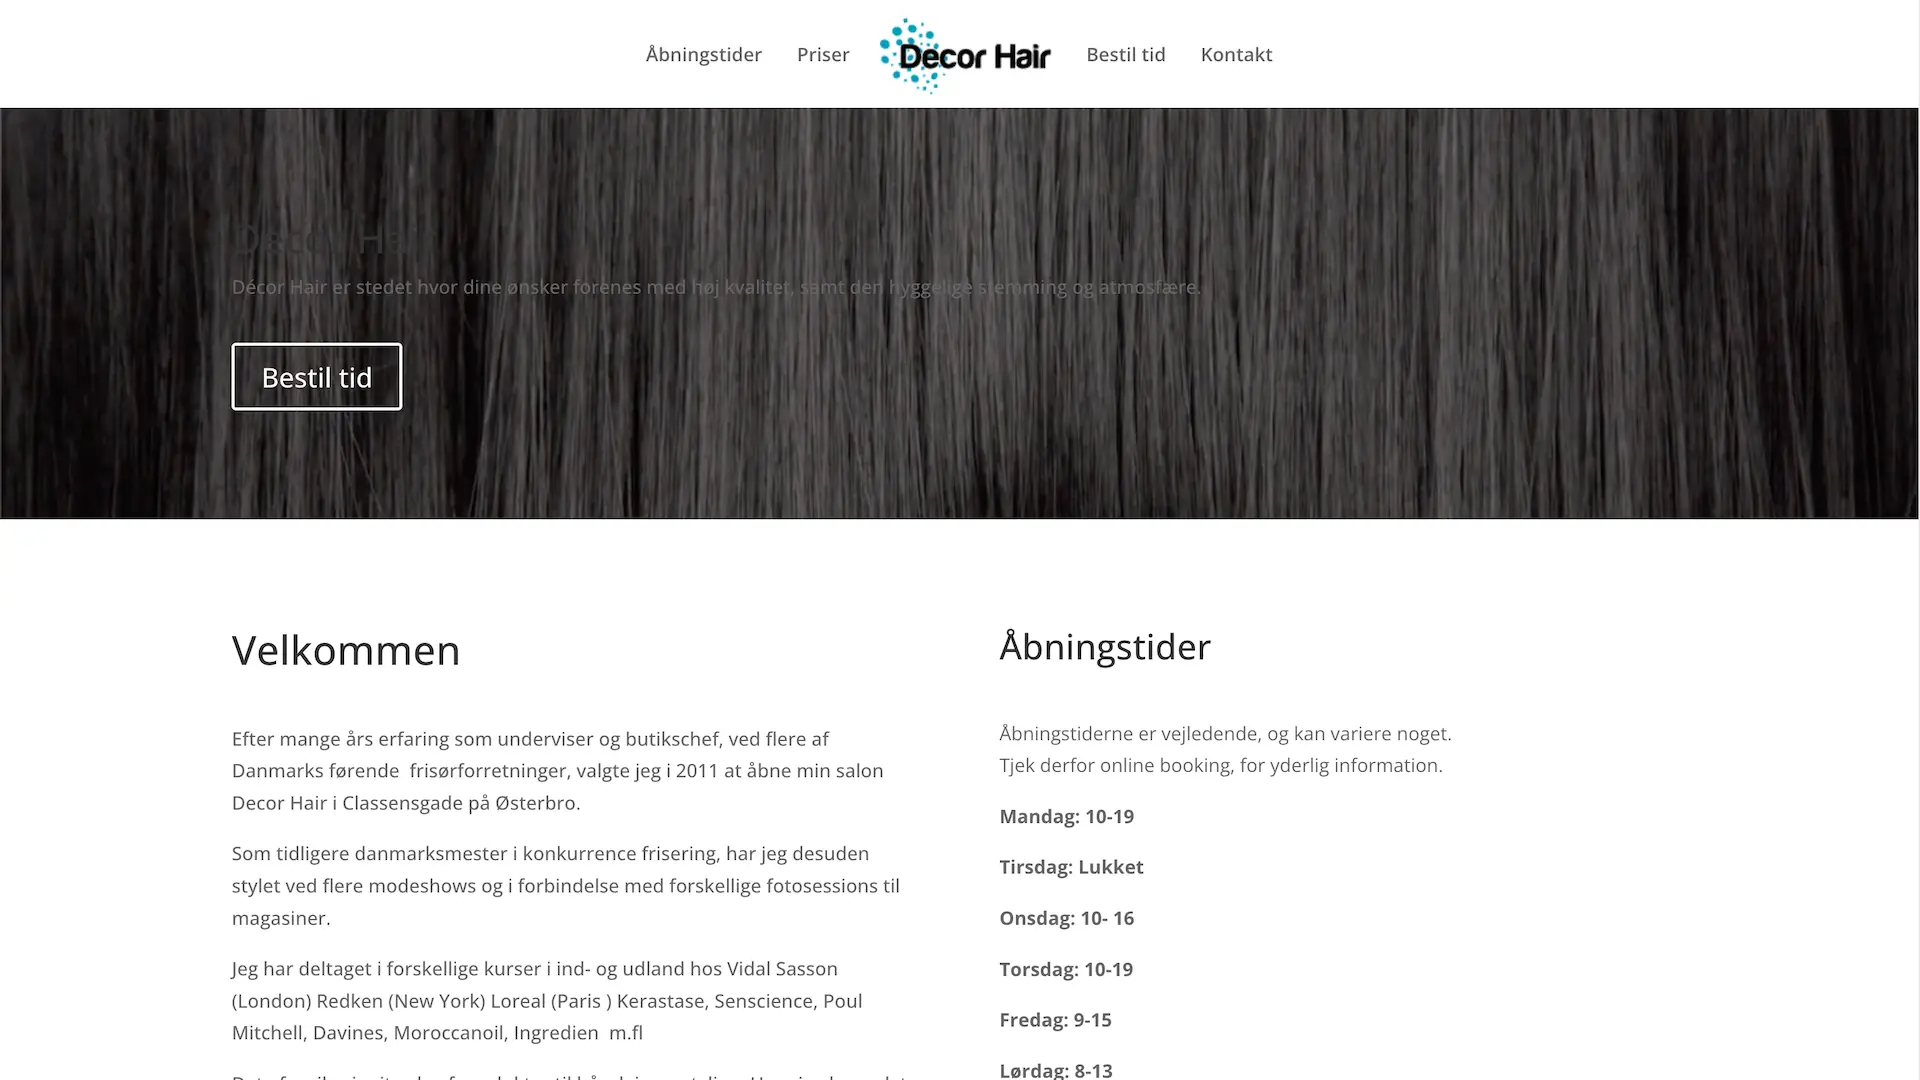 Åbningstider
Priser
Decor Hair
Bestil tid
Kontakt
Decor Hair
Décor Hair er stedet hvor dine ønsker forenes med høj kvalitet, samt den hyggelige stemming og atmosfære.
Bestil tid
Velkommen
Efter mange års erfaring som underviser og butikschef, ved flere af
Danmarks førende frisørforretninger, valgte jeg i 2011 at åbne min salon
Decor Hair i Classensgade på Østerbro.
Som tidligere danmarksmester i konkurrence frisering, har jeg desuden
stylet ved flere modeshows og i forbindelse med forskellige fotosessions til
magasiner.
Jeg har deltaget i forskellige kurser i ind- og udland hos Vidal Sasson
(London) Redken (New York) Loreal (Paris ) Kerastase, Senscience, Poul
Mitchell, Davines, Moroccanoil, Ingredien m.fl
Åbningstider
Åbningstiderne er vejledende, og kan variere noget.
Tjek derfor online booking, for yderlig information.
Mandag: 10-19
Tirsdag: Lukket
Onsdag: 10- 16
Torsdag: 10-19
Fredag: 9-15
Lørdag: 8-13